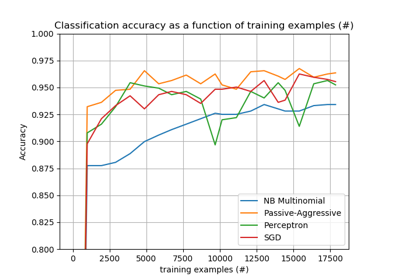 Classification accuracy as a function of training examples (#)
1.000
0.975
0.950
0.925
0.900
0.875
0.850
0.825
0.800
Accuracy
NB Multinomial
Passive-Aggressive
Perceptron
SGD
0 2500 5000 7500 10000 12500 15000 17500
training examples (#)